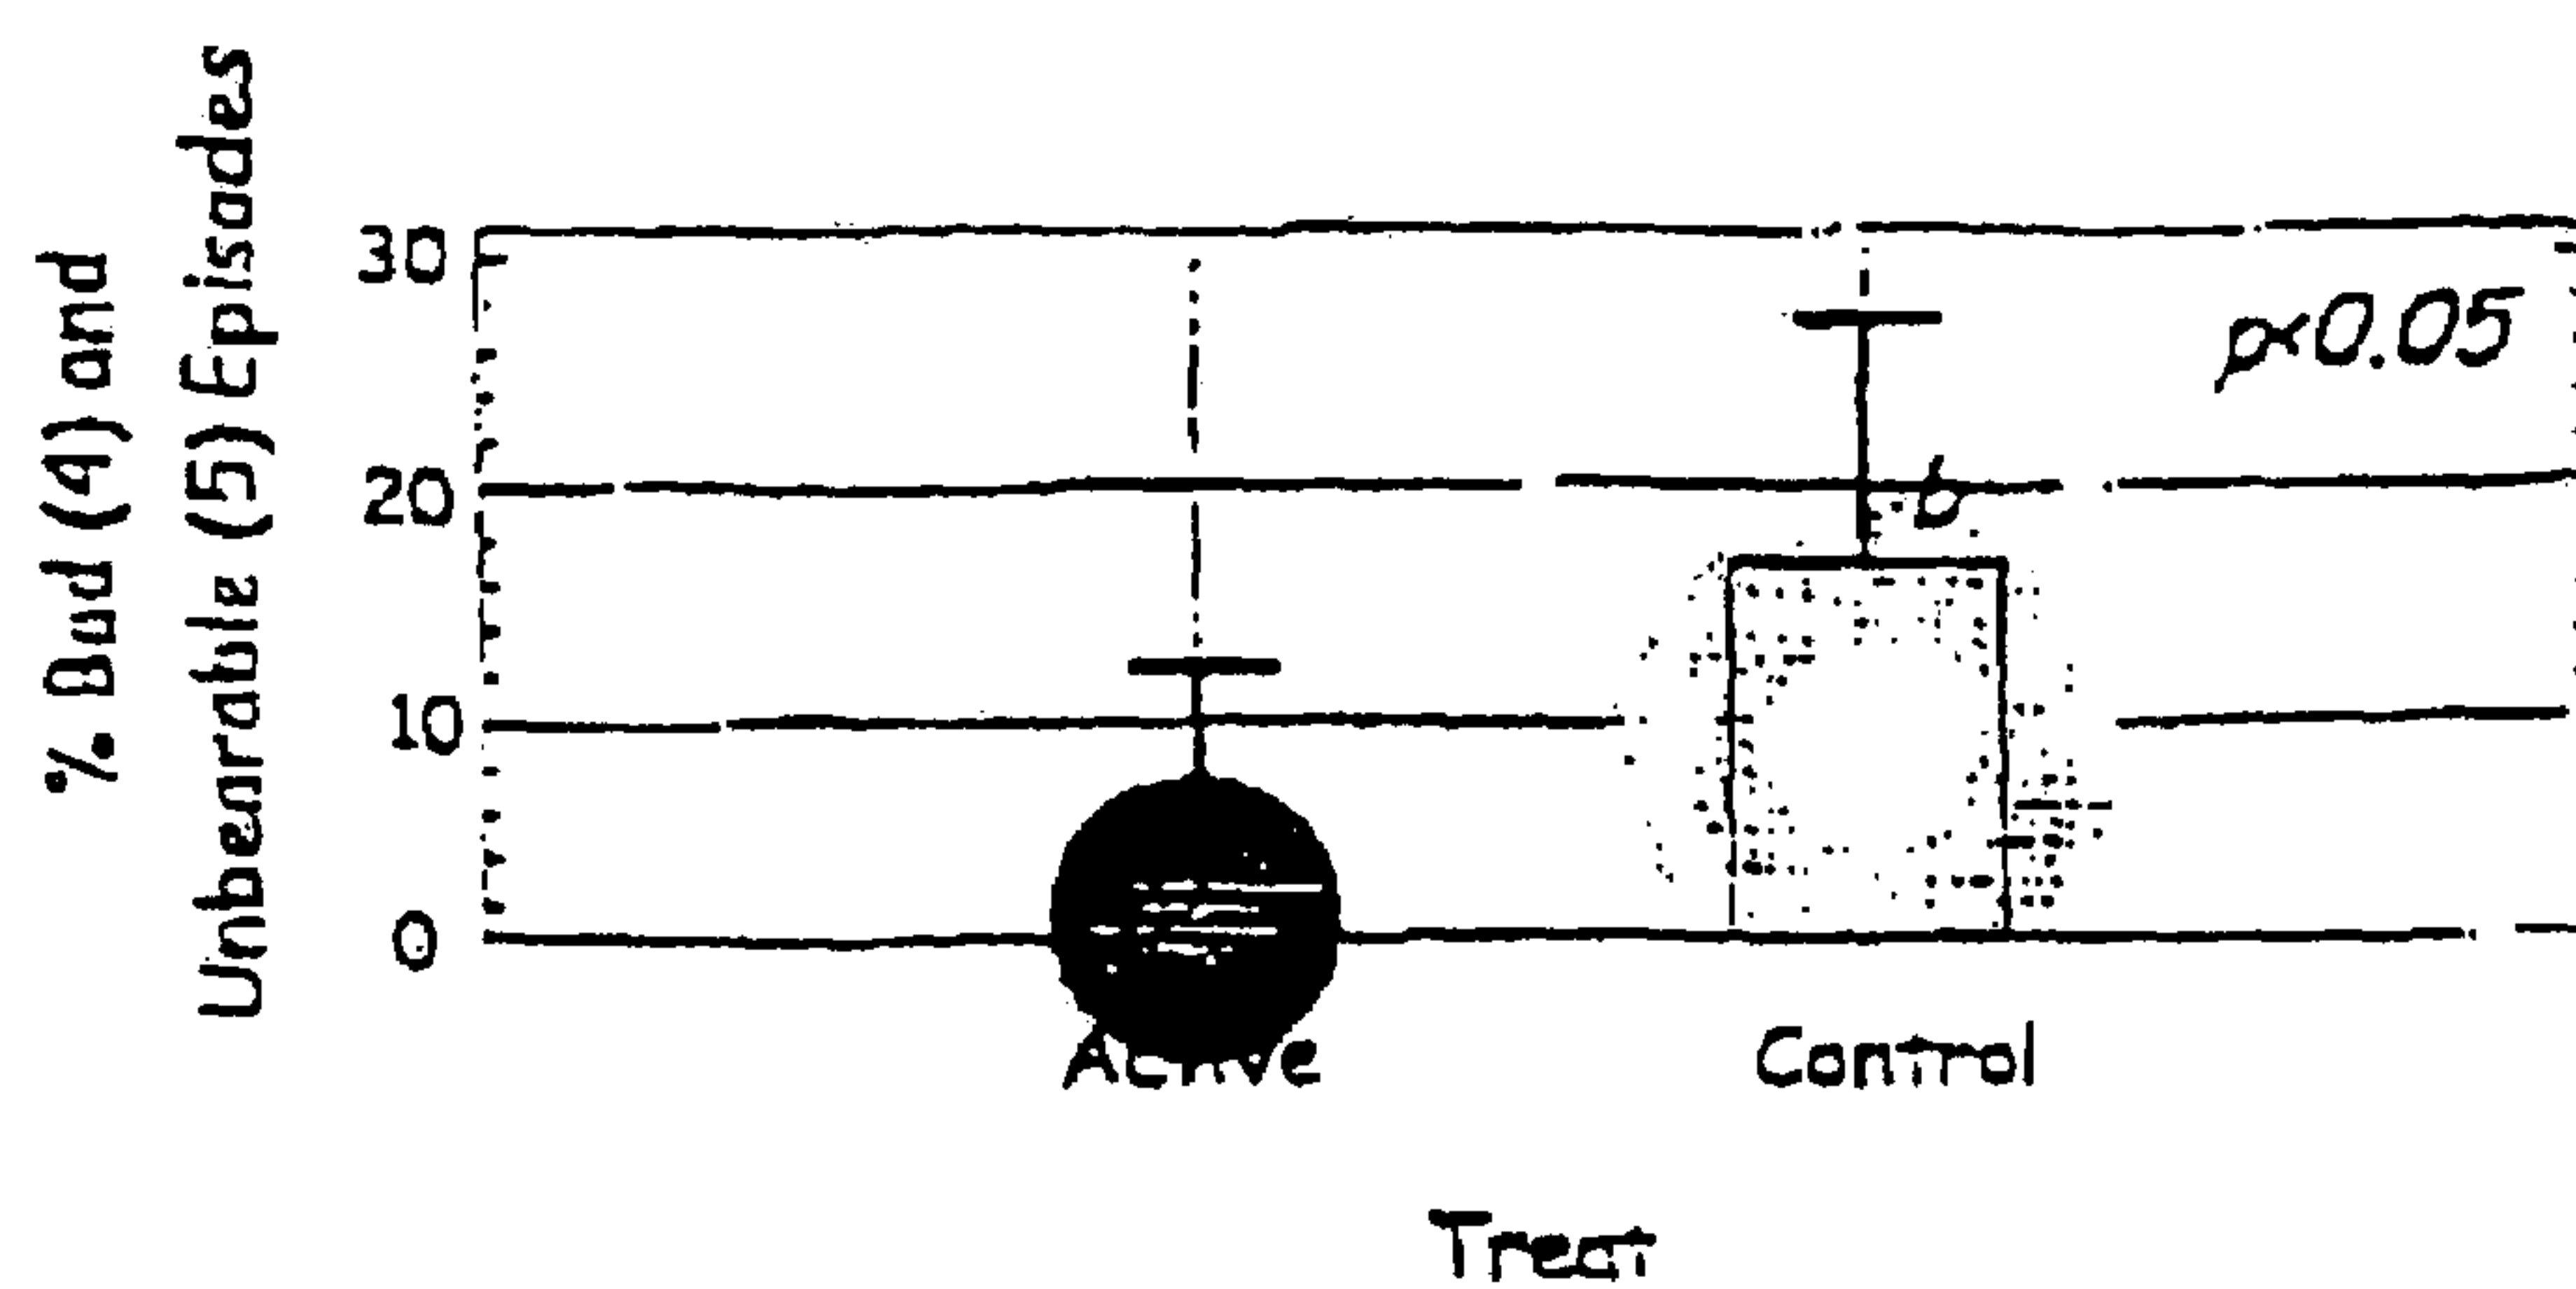 % Bad (4) and
Unbearable (5) Episodes
30
20
10
0
p<0.05
b
Active
Control
Treat